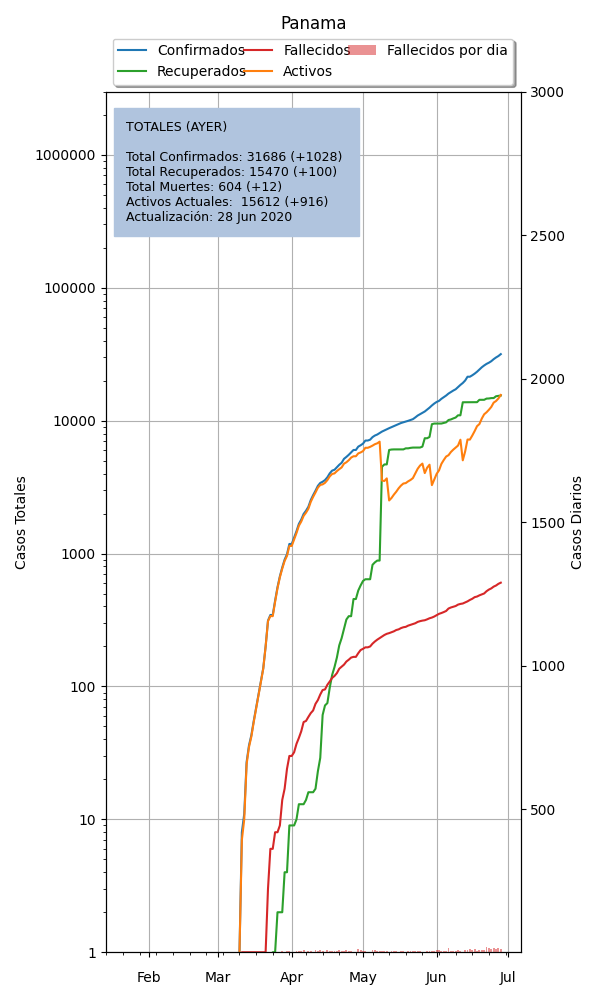 Panama
Confirmados
Fallecidos
Fallecidos por dia
Recuperados
Activos
TOTALES (AYER)
Total Confirmados: 31686 (+1028)
Total Recuperados: 15470 (+100)
Total Muertes: 604 (+12)
Activos Actuales:  15612 (+916)
Actualización: 28 Jun 2020
1000000
100000
10000
1000
100
10
1
Casos Totales
3000
2500
2000
1500
1000
500
Casos Diarios
Feb
Mar
Apr
May
Jun
Jul